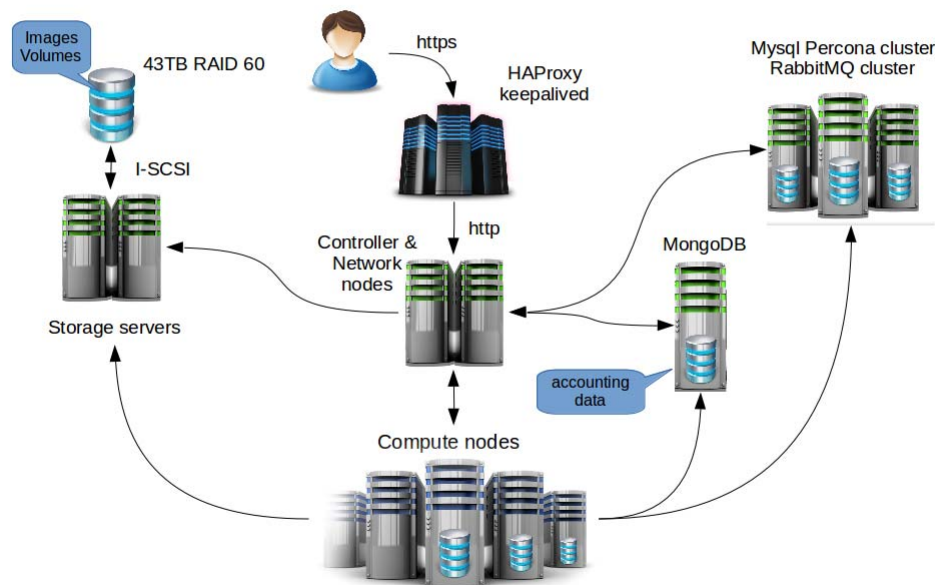 Images
Volumes
43TB RAID 60
https
HAProxy
keepalived
Mysql Percona cluster
RabbitMQ cluster
I-SCSI
http
Controller &
Network
nodes
MongoDB
Storage servers
accounting
data
Compute nodes